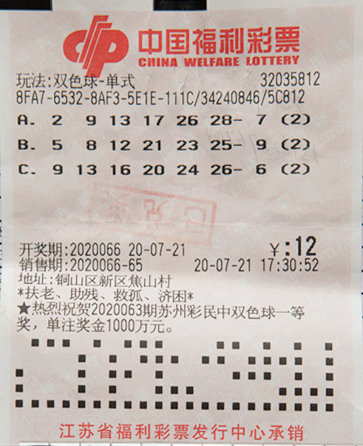 中国福利彩票
CHINA WELFARE LOTTERY
玩法:双色球-单式 32035812
8FA7-6532-8AF3-5E1E-111C/34240846/5C812
A. 2 9 13 17 26 28- 7 (2)
B. 5 8 12 21 23 25- 9 (2)
C. 9 13 16 20 24 26- 6 (2)
开奖期:2020066 20-07-21 ¥:12
销售期:2020066-65 20-07-21 17:30:52
地址:铜山区新区焦山村
*扶老、助残、救孤、济困*
★热烈祝贺2020063期苏州彩民中双色球一等
奖,单注奖金1000万元。
江苏省福利彩票发行中心承销